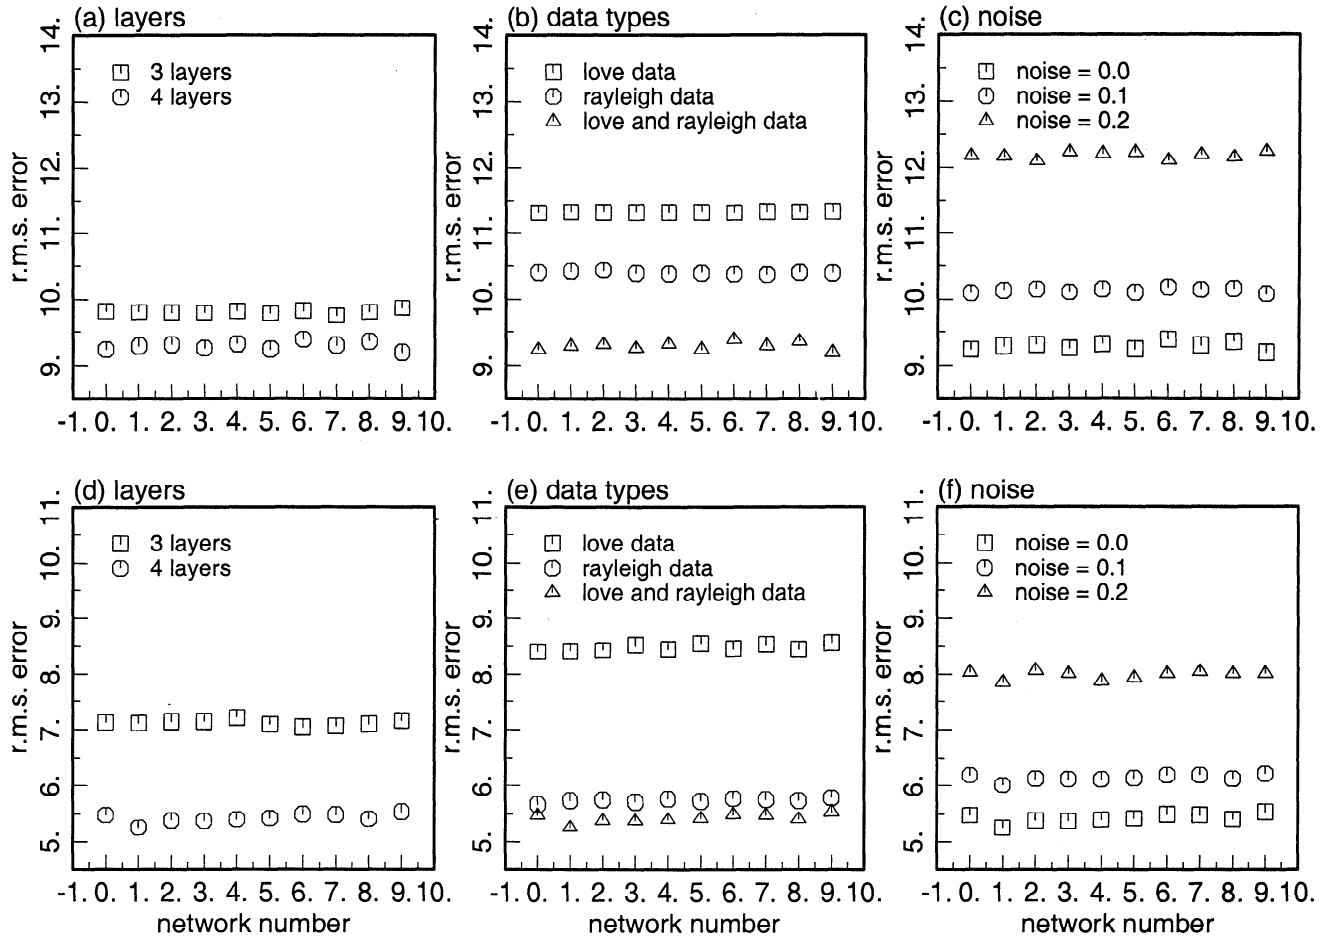 (a) layers
(b) data types
(c) noise
14.
13.
12.
11.
10.
9.
r.m.s. error
3 layers
4 layers
-1. 0. 1. 2. 3. 4. 5. 6. 7. 8. 9. 10.
14.
13.
12.
11.
10.
9.
r.m.s. error
love data
rayleigh data
love and rayleigh data
-1. 0. 1. 2. 3. 4. 5. 6. 7. 8. 9. 10.
14.
13.
12.
11.
10.
9.
r.m.s. error
noise = 0.0
noise = 0.1
noise = 0.2
-1. 0. 1. 2. 3. 4. 5. 6. 7. 8. 9. 10.
(d) layers
(e) data types
(f) noise
11.
10.
9.
8.
7.
6.
5.
r.m.s. error
3 layers
4 layers
-1. 0. 1. 2. 3. 4. 5. 6. 7. 8. 9. 10.
network number
11.
10.
9.
8.
7.
6.
5.
r.m.s. error
love data
rayleigh data
love and rayleigh data
-1. 0. 1. 2. 3. 4. 5. 6. 7. 8. 9. 10.
network number
11.
10.
9.
8.
7.
6.
5.
r.m.s. error
noise = 0.0
noise = 0.1
noise = 0.2
-1. 0. 1. 2. 3. 4. 5. 6. 7. 8. 9. 10.
network number